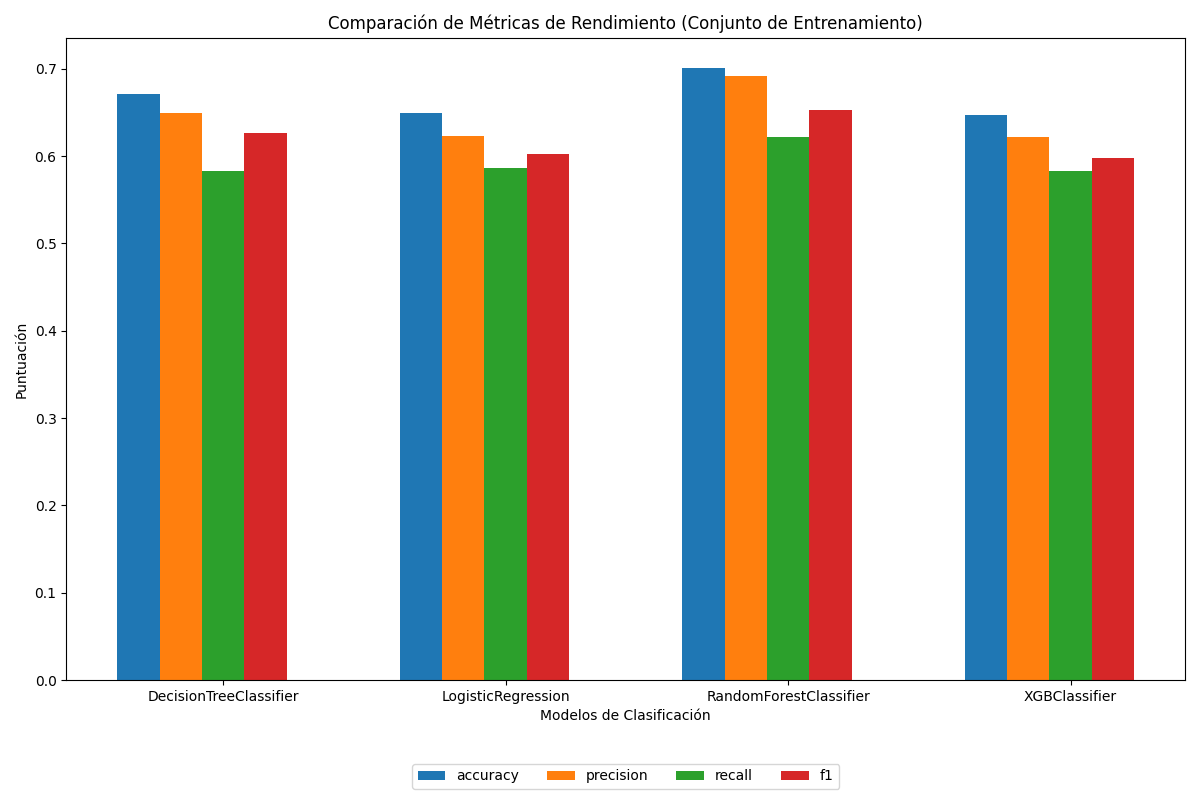 Comparación de Métricas de Rendimiento (Conjunto de Entrenamiento)
0.7
0.6
0.5
0.4
0.3
0.2
0.1
0.0
Puntuación
DecisionTreeClassifier LogisticRegression RandomForestClassifier XGBClassifier
Modelos de Clasificación
accuracy precision recall f1